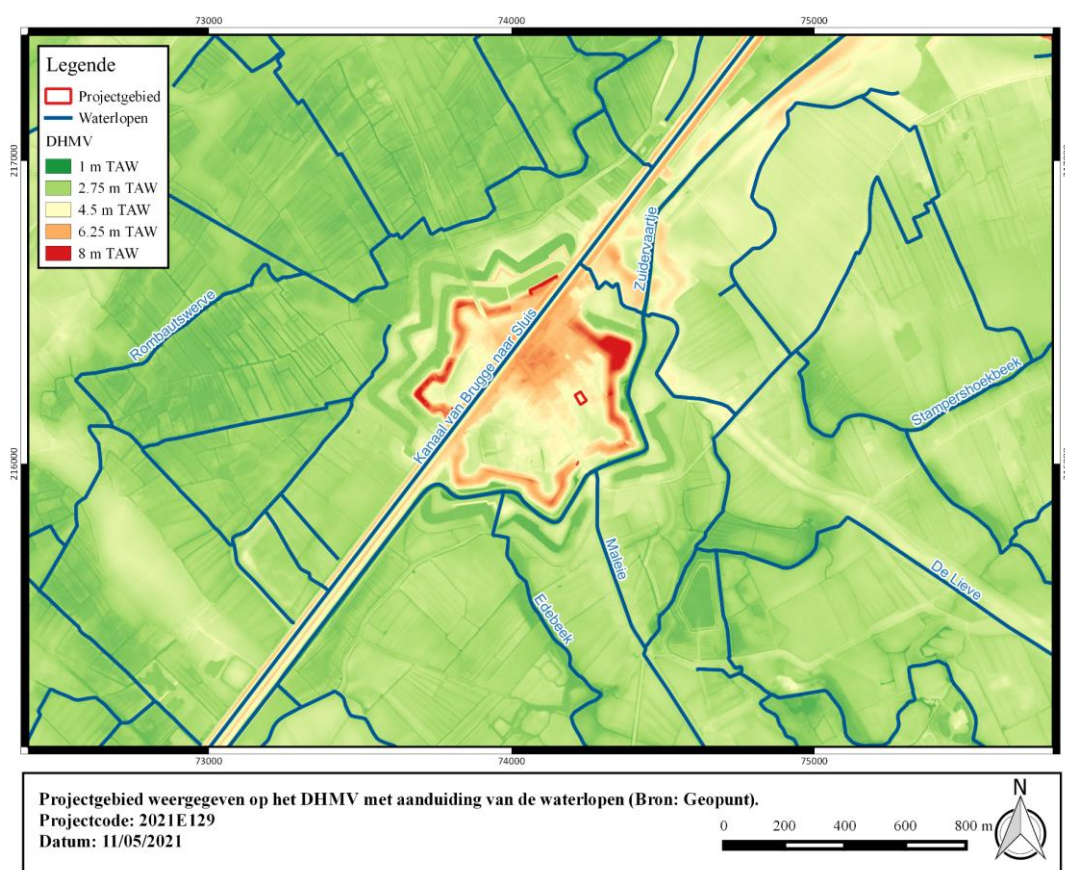 73000 74000 75000
Legende
Projectgebied
Waterlopen
DHMV
1 m TAW
2.75 m TAW
4.5 m TAW
6.25 m TAW
8 m TAW
217000
217000
Zuidervaartje
Rombautswerve
Kanaal van Brugge naar Sluis
Stampershoekbeek
216000
216000
Maleie
De Lieve
Edebeek
73000 74000 75000
Projectgebied weergegeven op het DHMV met aanduiding van de waterlopen (Bron: Geopunt).
Projectcode: 2021E129
Datum: 11/05/2021
0 200 400 600 800 m
N